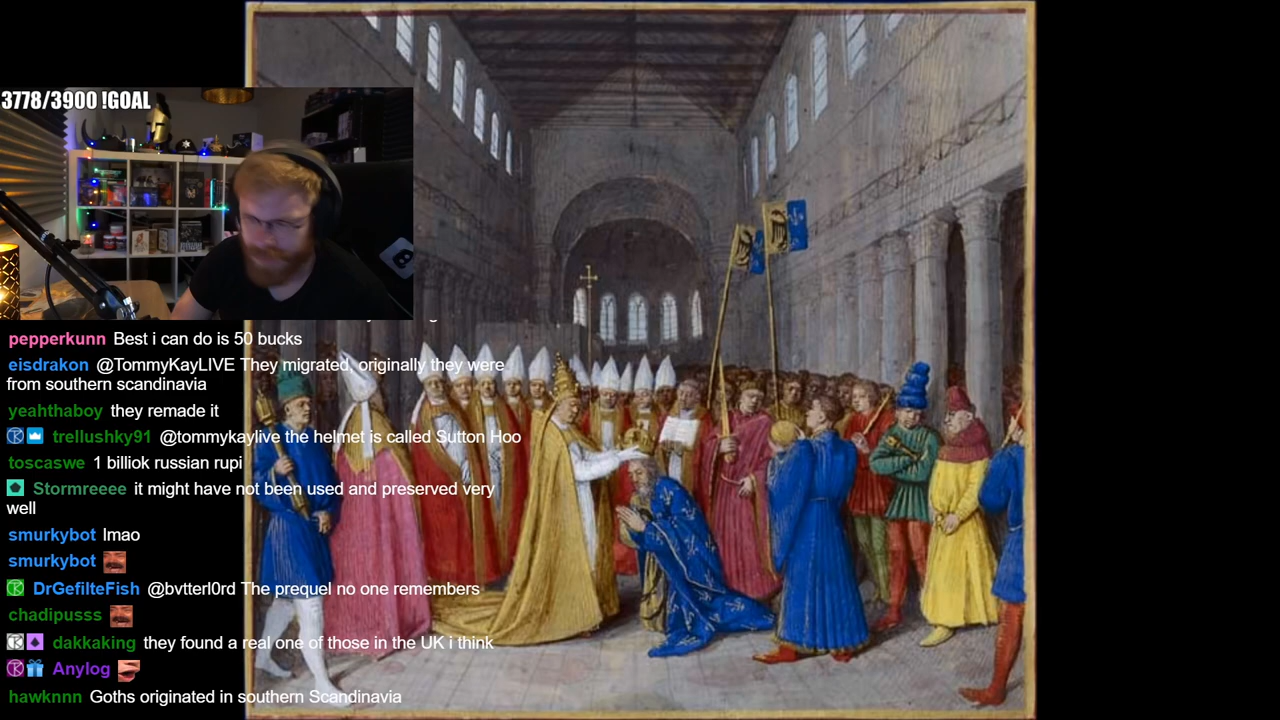 3778/3900 !GOAL
pepperkunn Best i can do is 50 bucks
eisdrakon @TommyKayLIVE They migrated, originally they were
from southern scandinavia
yeahthaboy they remade it
trellushky91 @tommykaylive the helmet is called Sutton Hoo
toscaswe 1 billiok russian rupi
Stormreeee it might have not been used and preserved very
well
smurkybot lmao
smurkybot
DrGefilteFish @bvtterl0rd The prequel no one remembers
chadipusss
dakkaking they found a real one of those in the UK i think
Anylog
hawknnn Goths originated in southern Scandinavia